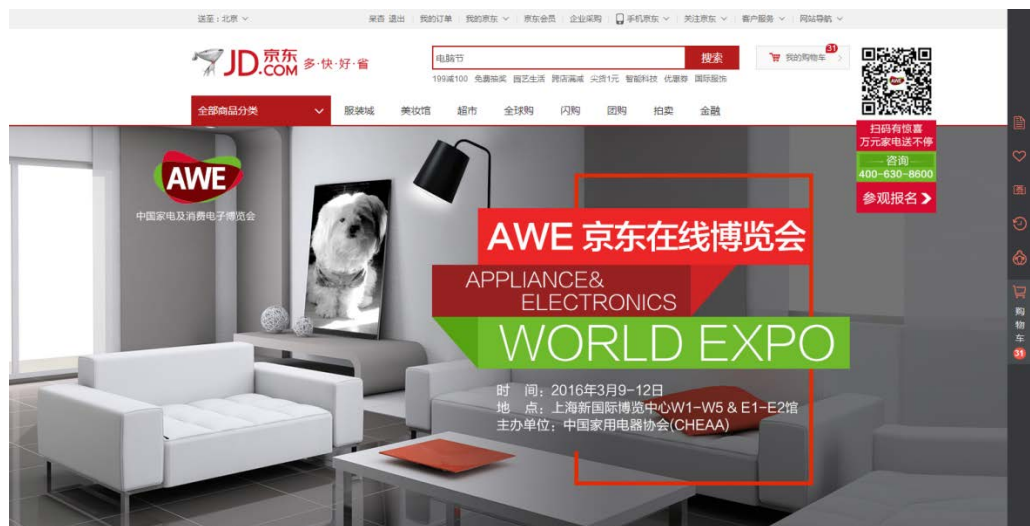 送至：北京
采西 退出
我的订单
我的京东
京东会员
企业采购
手机京东
关注京东
客户服务
网站导航
JD.京东
.COM
多·快·好·省
电脑节
搜索
我的购物车
31
199减100 免费抽奖 园艺生活 跨店满减 尖货1元 智能科技 优惠券 国际服饰
全部商品分类
服装城 美妆馆 超市 全球购 闪购 团购 拍卖 金融
扫码有惊喜
万元家电送不停
咨询
400-630-8600
参观报名
AWE
中国家电及消费电子博览会
AWE 京东在线博览会
APPLIANCE&
ELECTRONICS
WORLD EXPO
时 间：2016年3月9-12日
地 点：上海新国际博览中心W1-W5 & E1-E2馆
主办单位：中国家用电器协会(CHEAA)
购
物
车
31